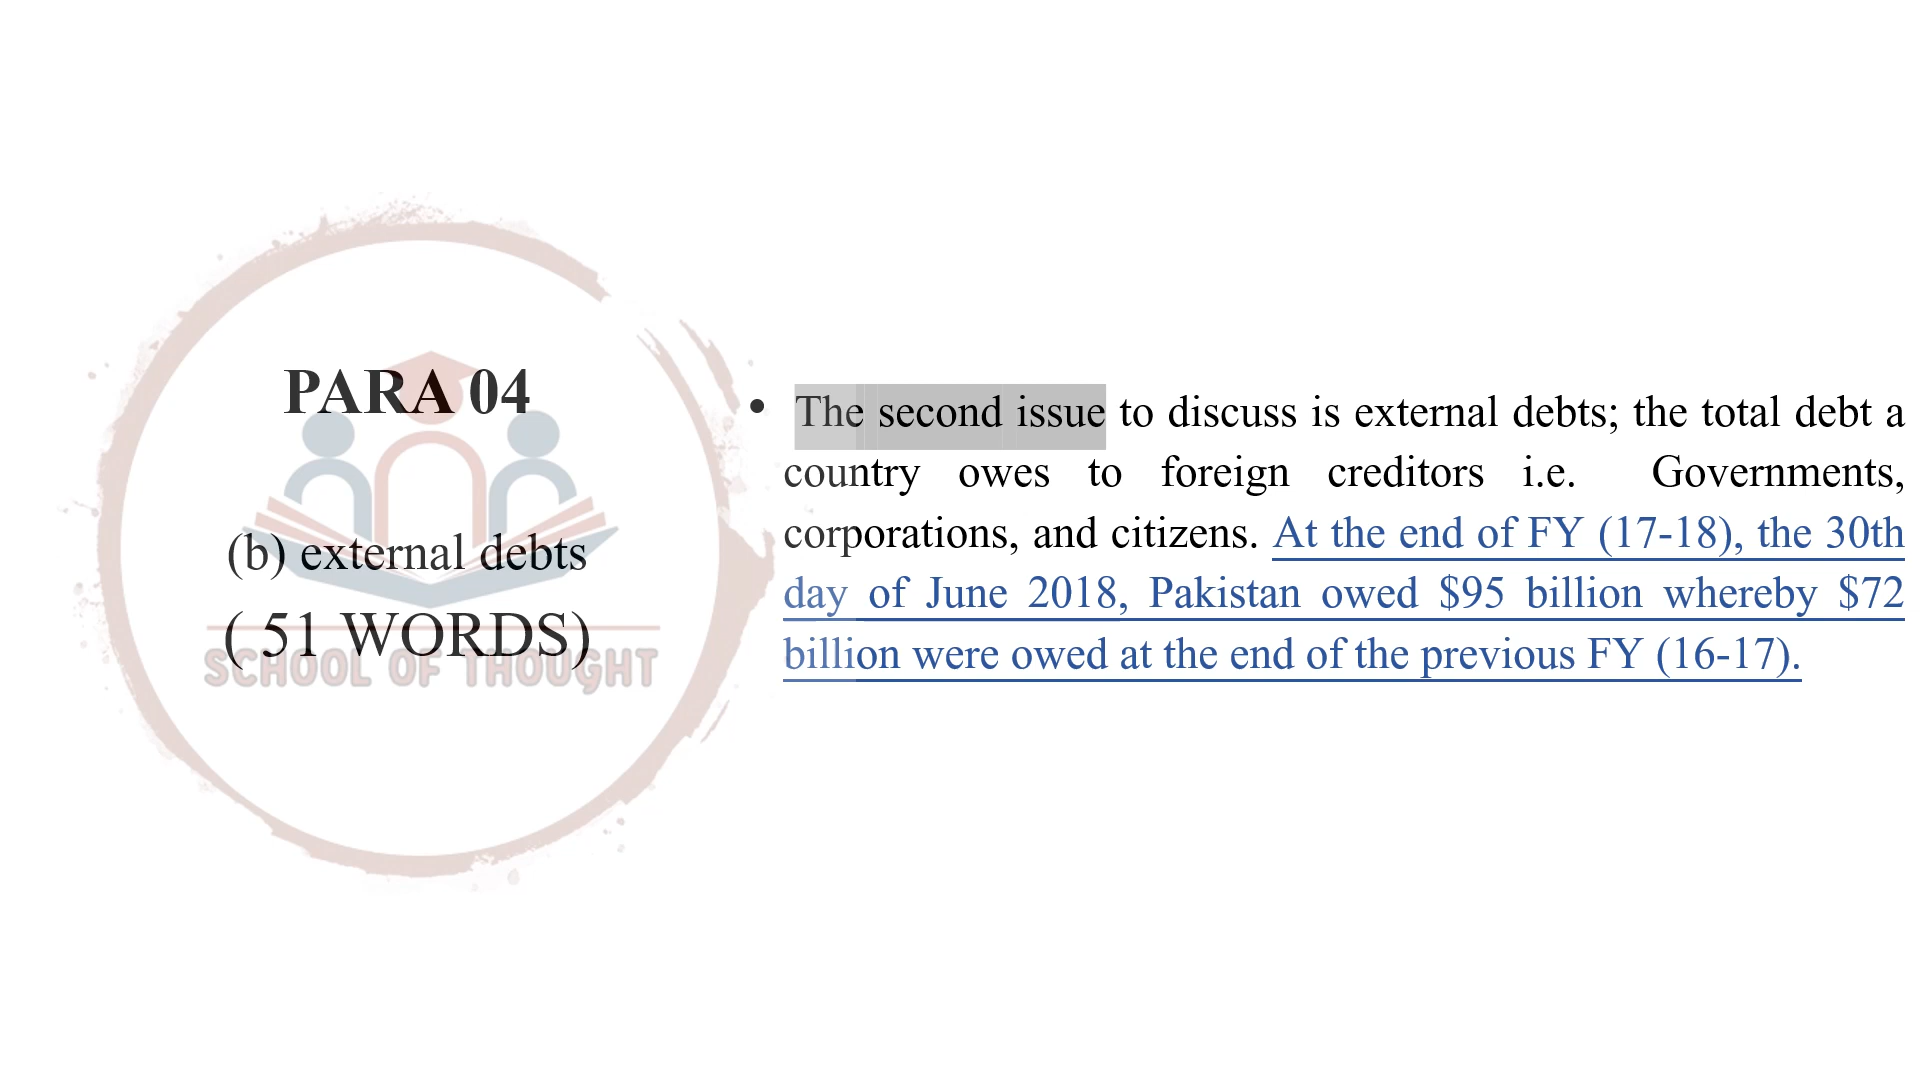 PARA 04
(b) external debts
( 51 WORDS)
SCHOOL OF THOUGHT
• The second issue to discuss is external debts; the total debt a
country owes to foreign creditors i.e. Governments,
corporations, and citizens. At the end of FY (17-18), the 30th
day of June 2018, Pakistan owed $95 billion whereby $72
billion were owed at the end of the previous FY (16-17).